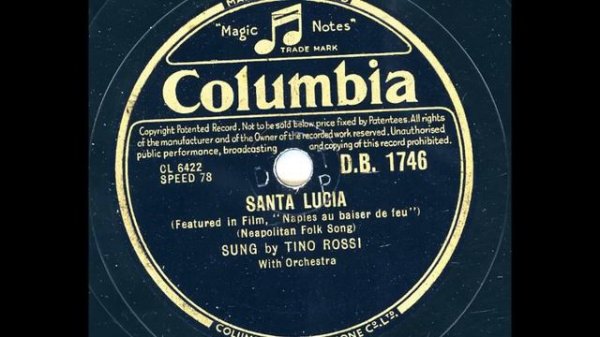 "Magic Notes"
TRADE MARK
Columbia
Copyright Patented Record. Not to be sold below price fixed by Patentees. All rights
of the manufacturer and of the Owner of the recorded work reserved. Unauthorised
public performance, broadcasting and copying of this record prohibited.
CL 6422
SPEED 78
D.B. 1746
SANTA LUCIA
(Featured in Film, "Naples au baiser de feu")
(Neapolitan Folk Song)
SUNG by TINO ROSSI
With Orchestra